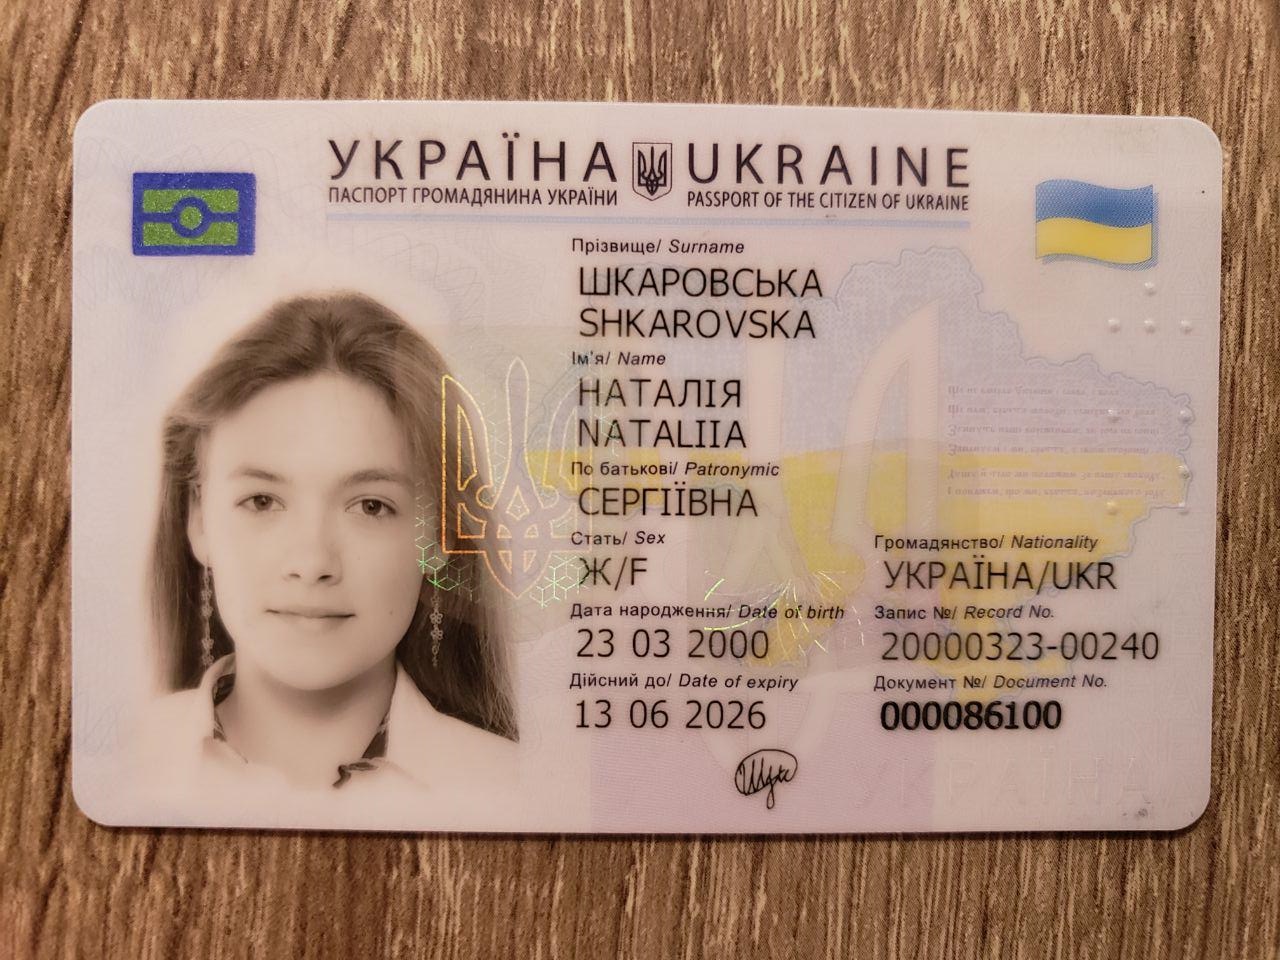 УКРАЇНА UKRAINE
ПАСПОРТ ГРОМАДЯНИНА УКРАЇНИ PASSPORT OF THE CITIZEN OF UKRAINE
Прізвище/ Surname
ШКАРОВСЬКА
SHKAROVSKA
Ім'я/ Name
НАТАЛІЯ
NATALIIA
По батькові/ Patronymic
СЕРГІЇВНА
Стать/ Sex Громадянство/ Nationality
Ж/F УКРАЇНА/UKR
Дата народження/ Date of birth Запис №/ Record No.
23 03 2000 20000323-00240
Дійсний до/ Date of expiry Документ №/ Document No.
13 06 2026 000086100
УКРАЇНА